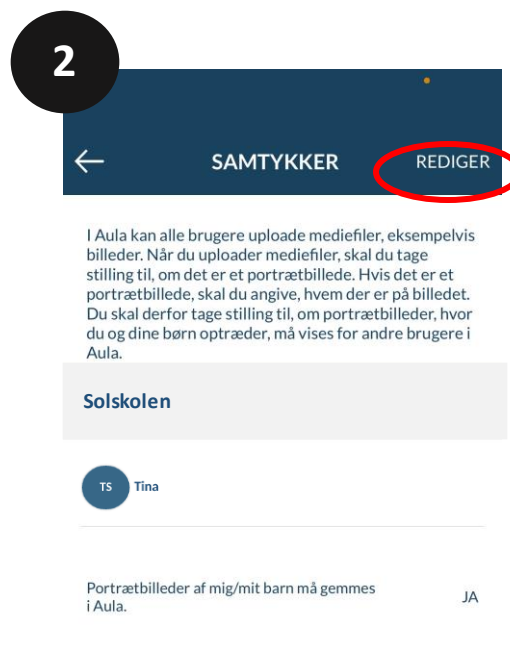 2
SAMTYKKER REDIGER
I Aula kan alle brugere uploade mediefiler, eksempelvis
billeder. Når du uploader mediefiler, skal du tage
stilling til, om det er et portrætbillede. Hvis det er et
portrætbillede, skal du angive, hvem der er på billedet.
Du skal derfor tage stilling til, om portrætbilleder, hvor
du og dine børn optræder, må vises for andre brugere i
Aula.
Solskolen
TS Tina
Portrætbilleder af mig/mit barn må gemmes
i Aula.
JA